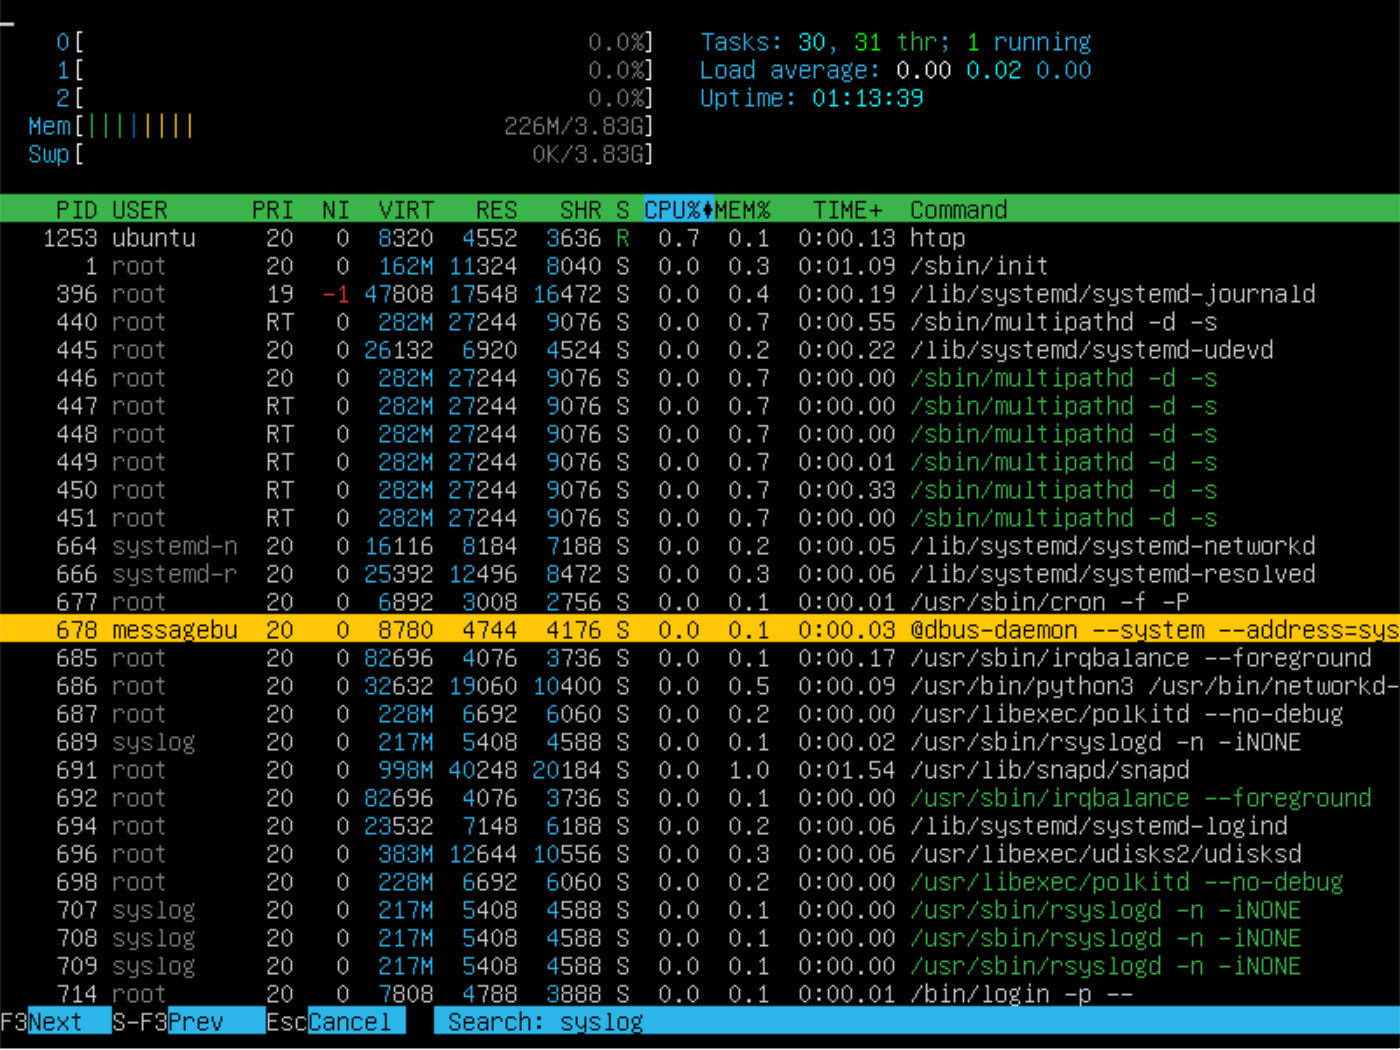 0[ 0.0%] Tasks: 30, 31 thr; 1 running
1[ 0.0%] Load average: 0.00 0.02 0.00
2[ 0.0%] Uptime: 01:13:39
Mem[|||||||| 226M/3.83G]
Swp[ 0K/3.83G]
PID USER PRI NI VIRT RES SHR S CPU%♦MEM% TIME+ Command
1253 ubuntu 20 0 8320 4552 3636 R 0.7 0.1 0:00.13 htop
1 root 20 0 162M 11324 8040 S 0.0 0.3 0:01.09 /sbin/init
396 root 19 -1 47808 17548 16472 S 0.0 0.4 0:00.19 /lib/systemd/systemd-journald
440 root RT 0 282M 27244 9076 S 0.0 0.7 0:00.55 /sbin/multipathd -d -s
445 root 20 0 26132 6920 4524 S 0.0 0.2 0:00.22 /lib/systemd/systemd-udevd
446 root 20 0 282M 27244 9076 S 0.0 0.7 0:00.00 /sbin/multipathd -d -s
447 root RT 0 282M 27244 9076 S 0.0 0.7 0:00.00 /sbin/multipathd -d -s
448 root RT 0 282M 27244 9076 S 0.0 0.7 0:00.00 /sbin/multipathd -d -s
449 root RT 0 282M 27244 9076 S 0.0 0.7 0:00.01 /sbin/multipathd -d -s
450 root RT 0 282M 27244 9076 S 0.0 0.7 0:00.33 /sbin/multipathd -d -s
451 root RT 0 282M 27244 9076 S 0.0 0.7 0:00.00 /sbin/multipathd -d -s
664 systemd-n 20 0 16116 8184 7188 S 0.0 0.2 0:00.05 /lib/systemd/systemd-networkd
666 systemd-r 20 0 25392 12496 8472 S 0.0 0.3 0:00.06 /lib/systemd/systemd-resolved
677 root 20 0 6892 3008 2756 S 0.0 0.1 0:00.01 /usr/sbin/cron -f -P
678 messagebu 20 0 8780 4744 4176 S 0.0 0.1 0:00.03 @dbus-daemon --system --address=sys
685 root 20 0 82696 4076 3736 S 0.0 0.1 0:00.17 /usr/sbin/irqbalance --foreground
686 root 20 0 32632 19060 10400 S 0.0 0.5 0:00.09 /usr/bin/python3 /usr/bin/networkd-
687 root 20 0 228M 6692 6060 S 0.0 0.2 0:00.00 /usr/libexec/polkitd --no-debug
689 syslog 20 0 217M 5408 4588 S 0.0 0.1 0:00.02 /usr/sbin/rsyslogd -n -iNONE
691 root 20 0 998M 40248 20184 S 0.0 1.0 0:01.54 /usr/lib/snapd/snapd
692 root 20 0 82696 4076 3736 S 0.0 0.1 0:00.00 /usr/sbin/irqbalance --foreground
694 root 20 0 23532 7148 6188 S 0.0 0.2 0:00.06 /lib/systemd/systemd-logind
696 root 20 0 383M 12644 10556 S 0.0 0.3 0:00.06 /usr/libexec/udisks2/udisksd
698 root 20 0 228M 6692 6060 S 0.0 0.2 0:00.00 /usr/libexec/polkitd --no-debug
707 syslog 20 0 217M 5408 4588 S 0.0 0.1 0:00.00 /usr/sbin/rsyslogd -n -iNONE
708 syslog 20 0 217M 5408 4588 S 0.0 0.1 0:00.00 /usr/sbin/rsyslogd -n -iNONE
709 syslog 20 0 217M 5408 4588 S 0.0 0.1 0:00.00 /usr/sbin/rsyslogd -n -iNONE
714 root 20 0 7808 4788 3888 S 0.0 0.1 0:00.01 /bin/login -p --
F3Next S-F3Prev EscCancel Search: syslog